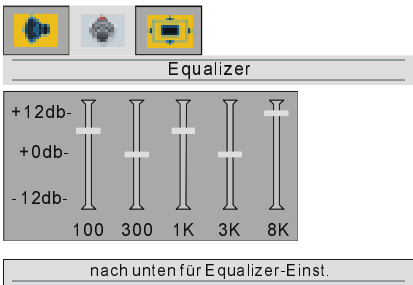 Equalizer
+12db-
+0db-
-12db-
100 300 1K 3K 8K
nach unten für Equalizer-Einst.